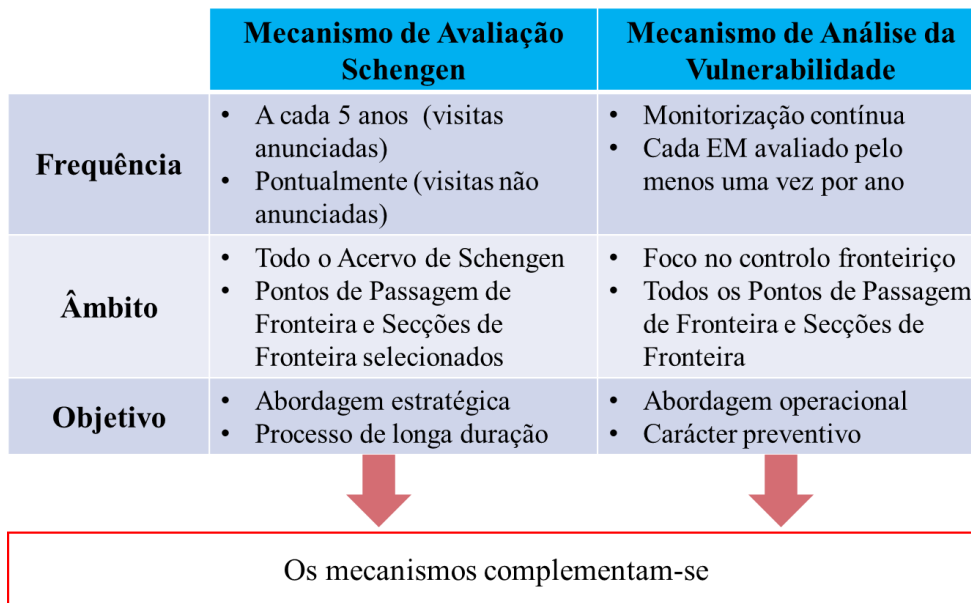 Mecanismo de Avaliação
Schengen
Mecanismo de Análise da
Vulnerabilidade
Frequência
• A cada 5 anos (visitas
anunciadas)
• Pontualmente (visitas não
anunciadas)
• Monitorização contínua
• Cada EM avaliado pelo
menos uma vez por ano
Âmbito
• Todo o Acervo de Schengen
• Pontos de Passagem de
Fronteira e Secções de
Fronteira selecionados
• Foco no controlo fronteiriço
• Todos os Pontos de Passagem
de Fronteira e Secções de
Fronteira
Objetivo
• Abordagem estratégica
• Processo de longa duração
• Abordagem operacional
• Carácter preventivo
Os mecanismos complementam-se